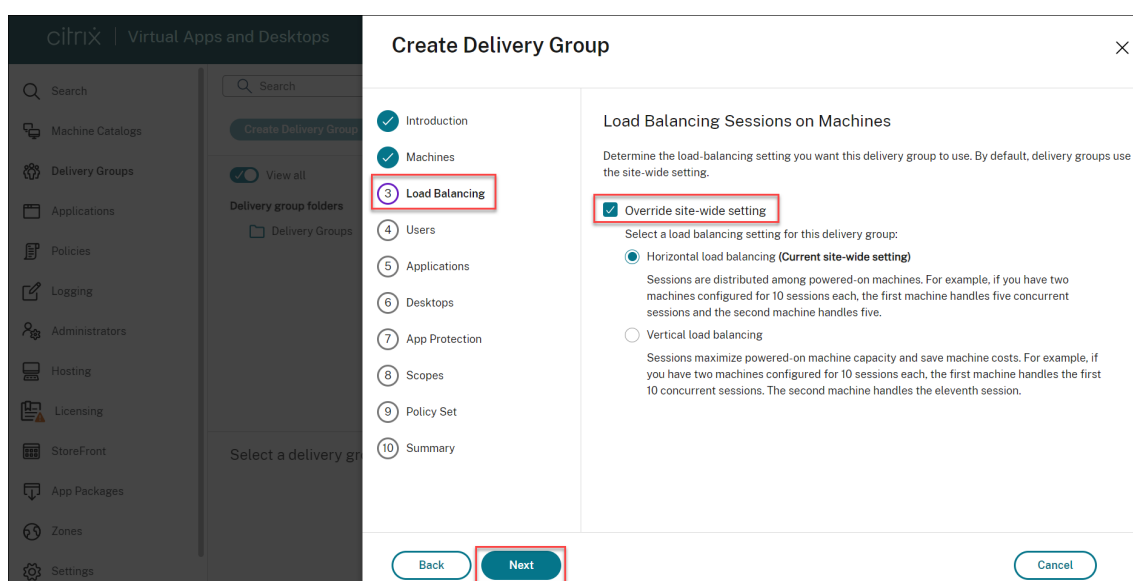 citrix | Virtual Apps and Desktops
Search
Machine Catalogs
Delivery Groups
Applications
Policies
Logging
Administrators
Hosting
Licensing
StoreFront
App Packages
Zones
Settings
Search
Create Delivery Group
View all
Delivery group folders
Delivery Groups
Select a delivery gr
Create Delivery Group
Introduction
Machines
3 Load Balancing
4 Users
5 Applications
6 Desktops
7 App Protection
8 Scopes
9 Policy Set
10 Summary
Load Balancing Sessions on Machines
Determine the load-balancing setting you want this delivery group to use. By default, delivery groups use
the site-wide setting.
Override site-wide setting
Select a load balancing setting for this delivery group:
Horizontal load balancing (Current site-wide setting)
Sessions are distributed among powered-on machines. For example, if you have two
machines configured for 10 sessions each, the first machine handles five concurrent
sessions and the second machine handles five.
Vertical load balancing
Sessions maximize powered-on machine capacity and save machine costs. For example, if
you have two machines configured for 10 sessions each, the first machine handles the first
10 concurrent sessions. The second machine handles the eleventh session.
Back
Next
Cancel